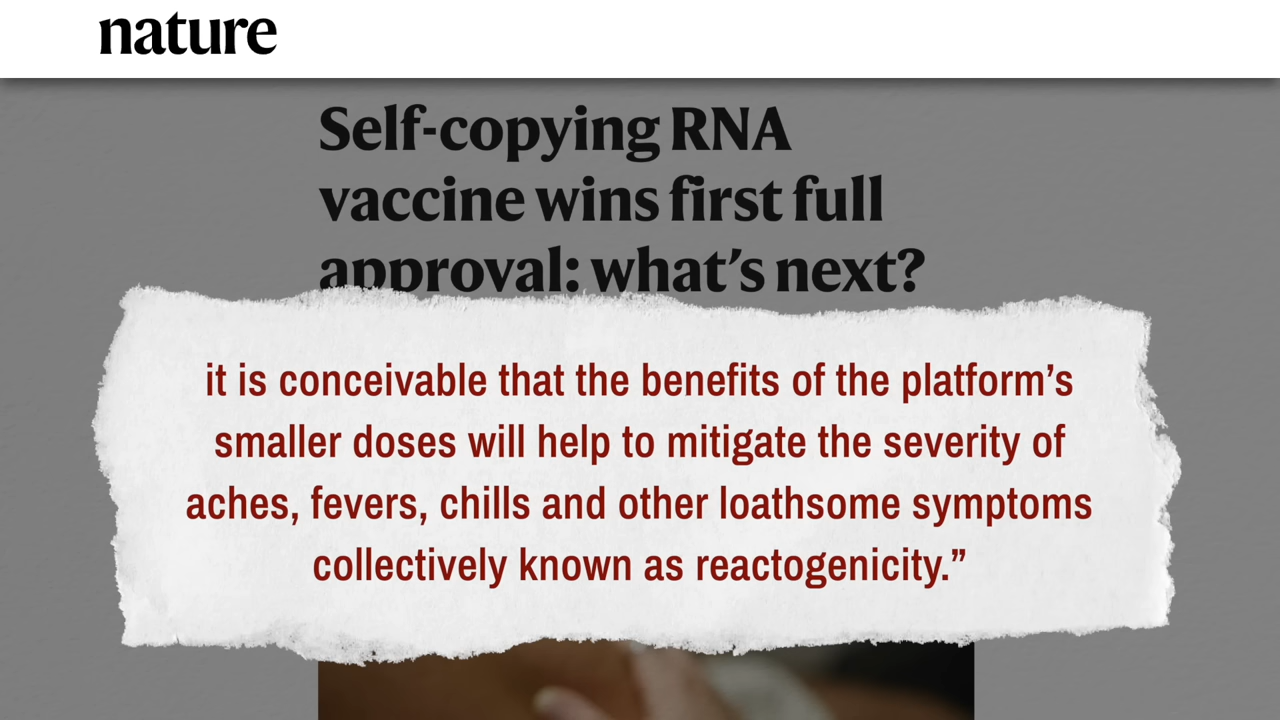 nature
Self-copying RNA
vaccine wins first full
approval: what’s next?
it is conceivable that the benefits of the platform’s
smaller doses will help to mitigate the severity of
aches, fevers, chills and other loathsome symptoms
collectively known as reactogenicity.”